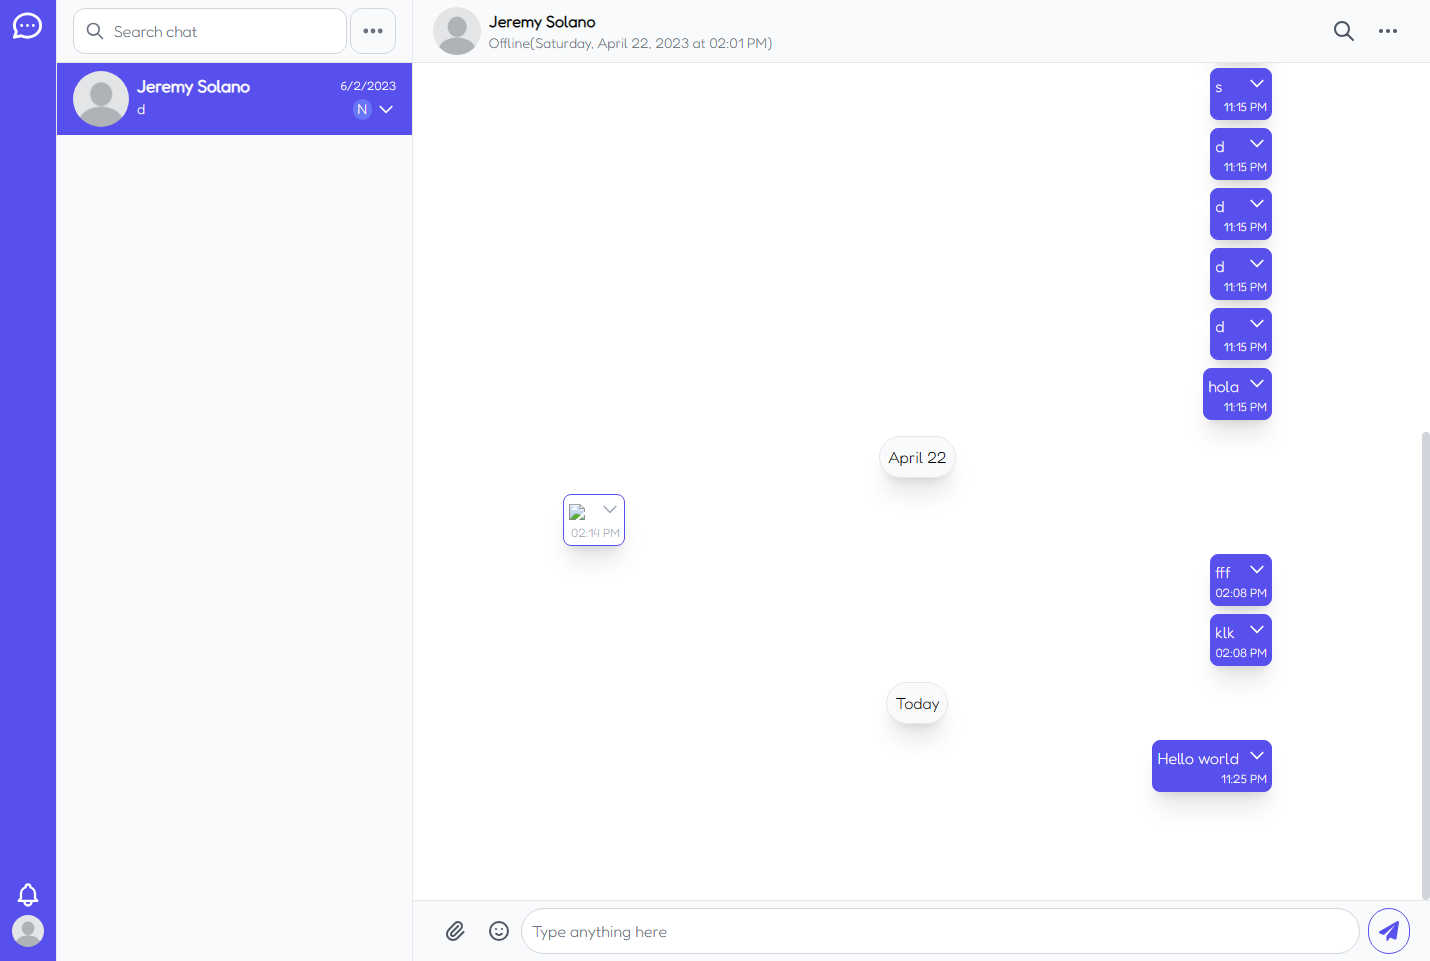 Search chat
Jeremy Solano
6/2/2023
d
N
Jeremy Solano
Offline(Saturday, April 22, 2023 at 02:01 PM)
s
11:15 PM
d
11:15 PM
d
11:15 PM
d
11:15 PM
d
11:15 PM
hola
11:15 PM
April 22
02:14 PM
fff
02:08 PM
klk
02:08 PM
Today
Hello world
11:25 PM
Type anything here